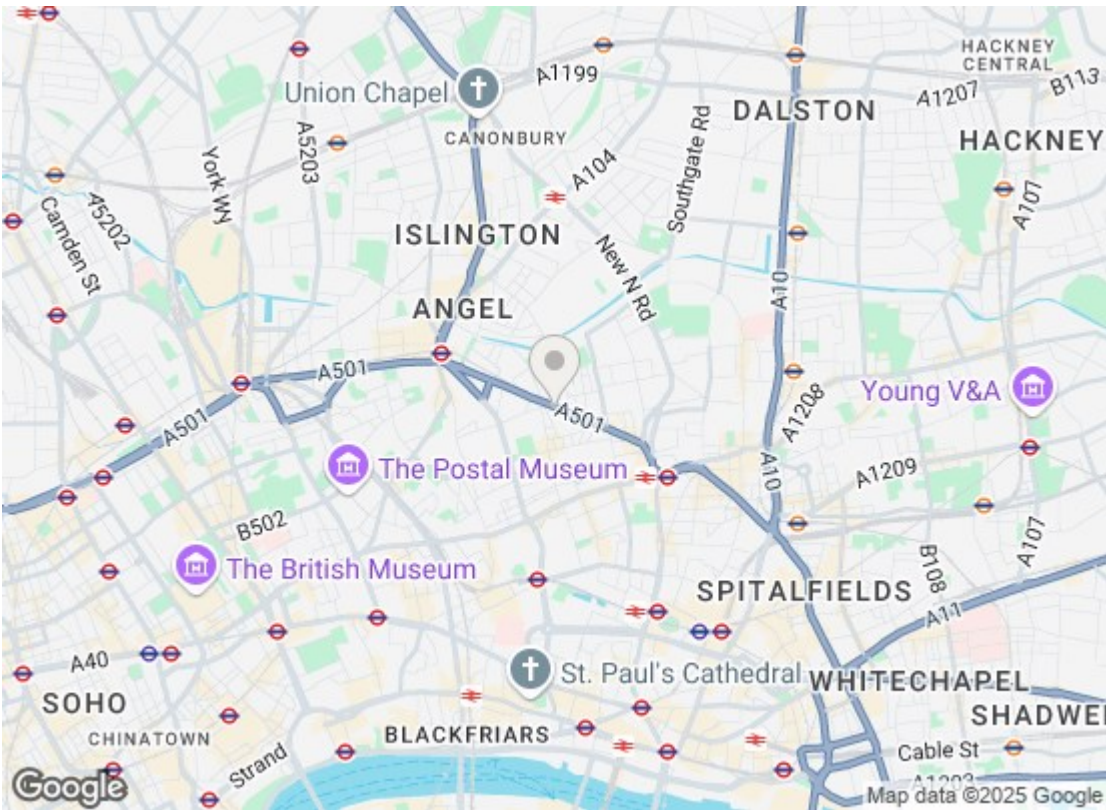 HACKNEY
CENTRAL
A1199
B113
Union Chapel
A1207
DALSTON
CANONBURY
A5203
HACKNEY
Southgate Rd
York Wy
A104
A107
A5202
Camden St
ISLINGTON
New N Rd
A10
ANGEL
A501
A501
A1208
Young V&A
A501
A10
The Postal Museum
A1209
B502
A107
B108
The British Museum
SPITALFIELDS
A11
A40
St. Paul's Cathedral
WHITECHAPEL
SOHO
SHADWE
CHINATOWN
BLACKFRIARS
Strand
Cable St
A1203
Google
Map data ©2025 Google